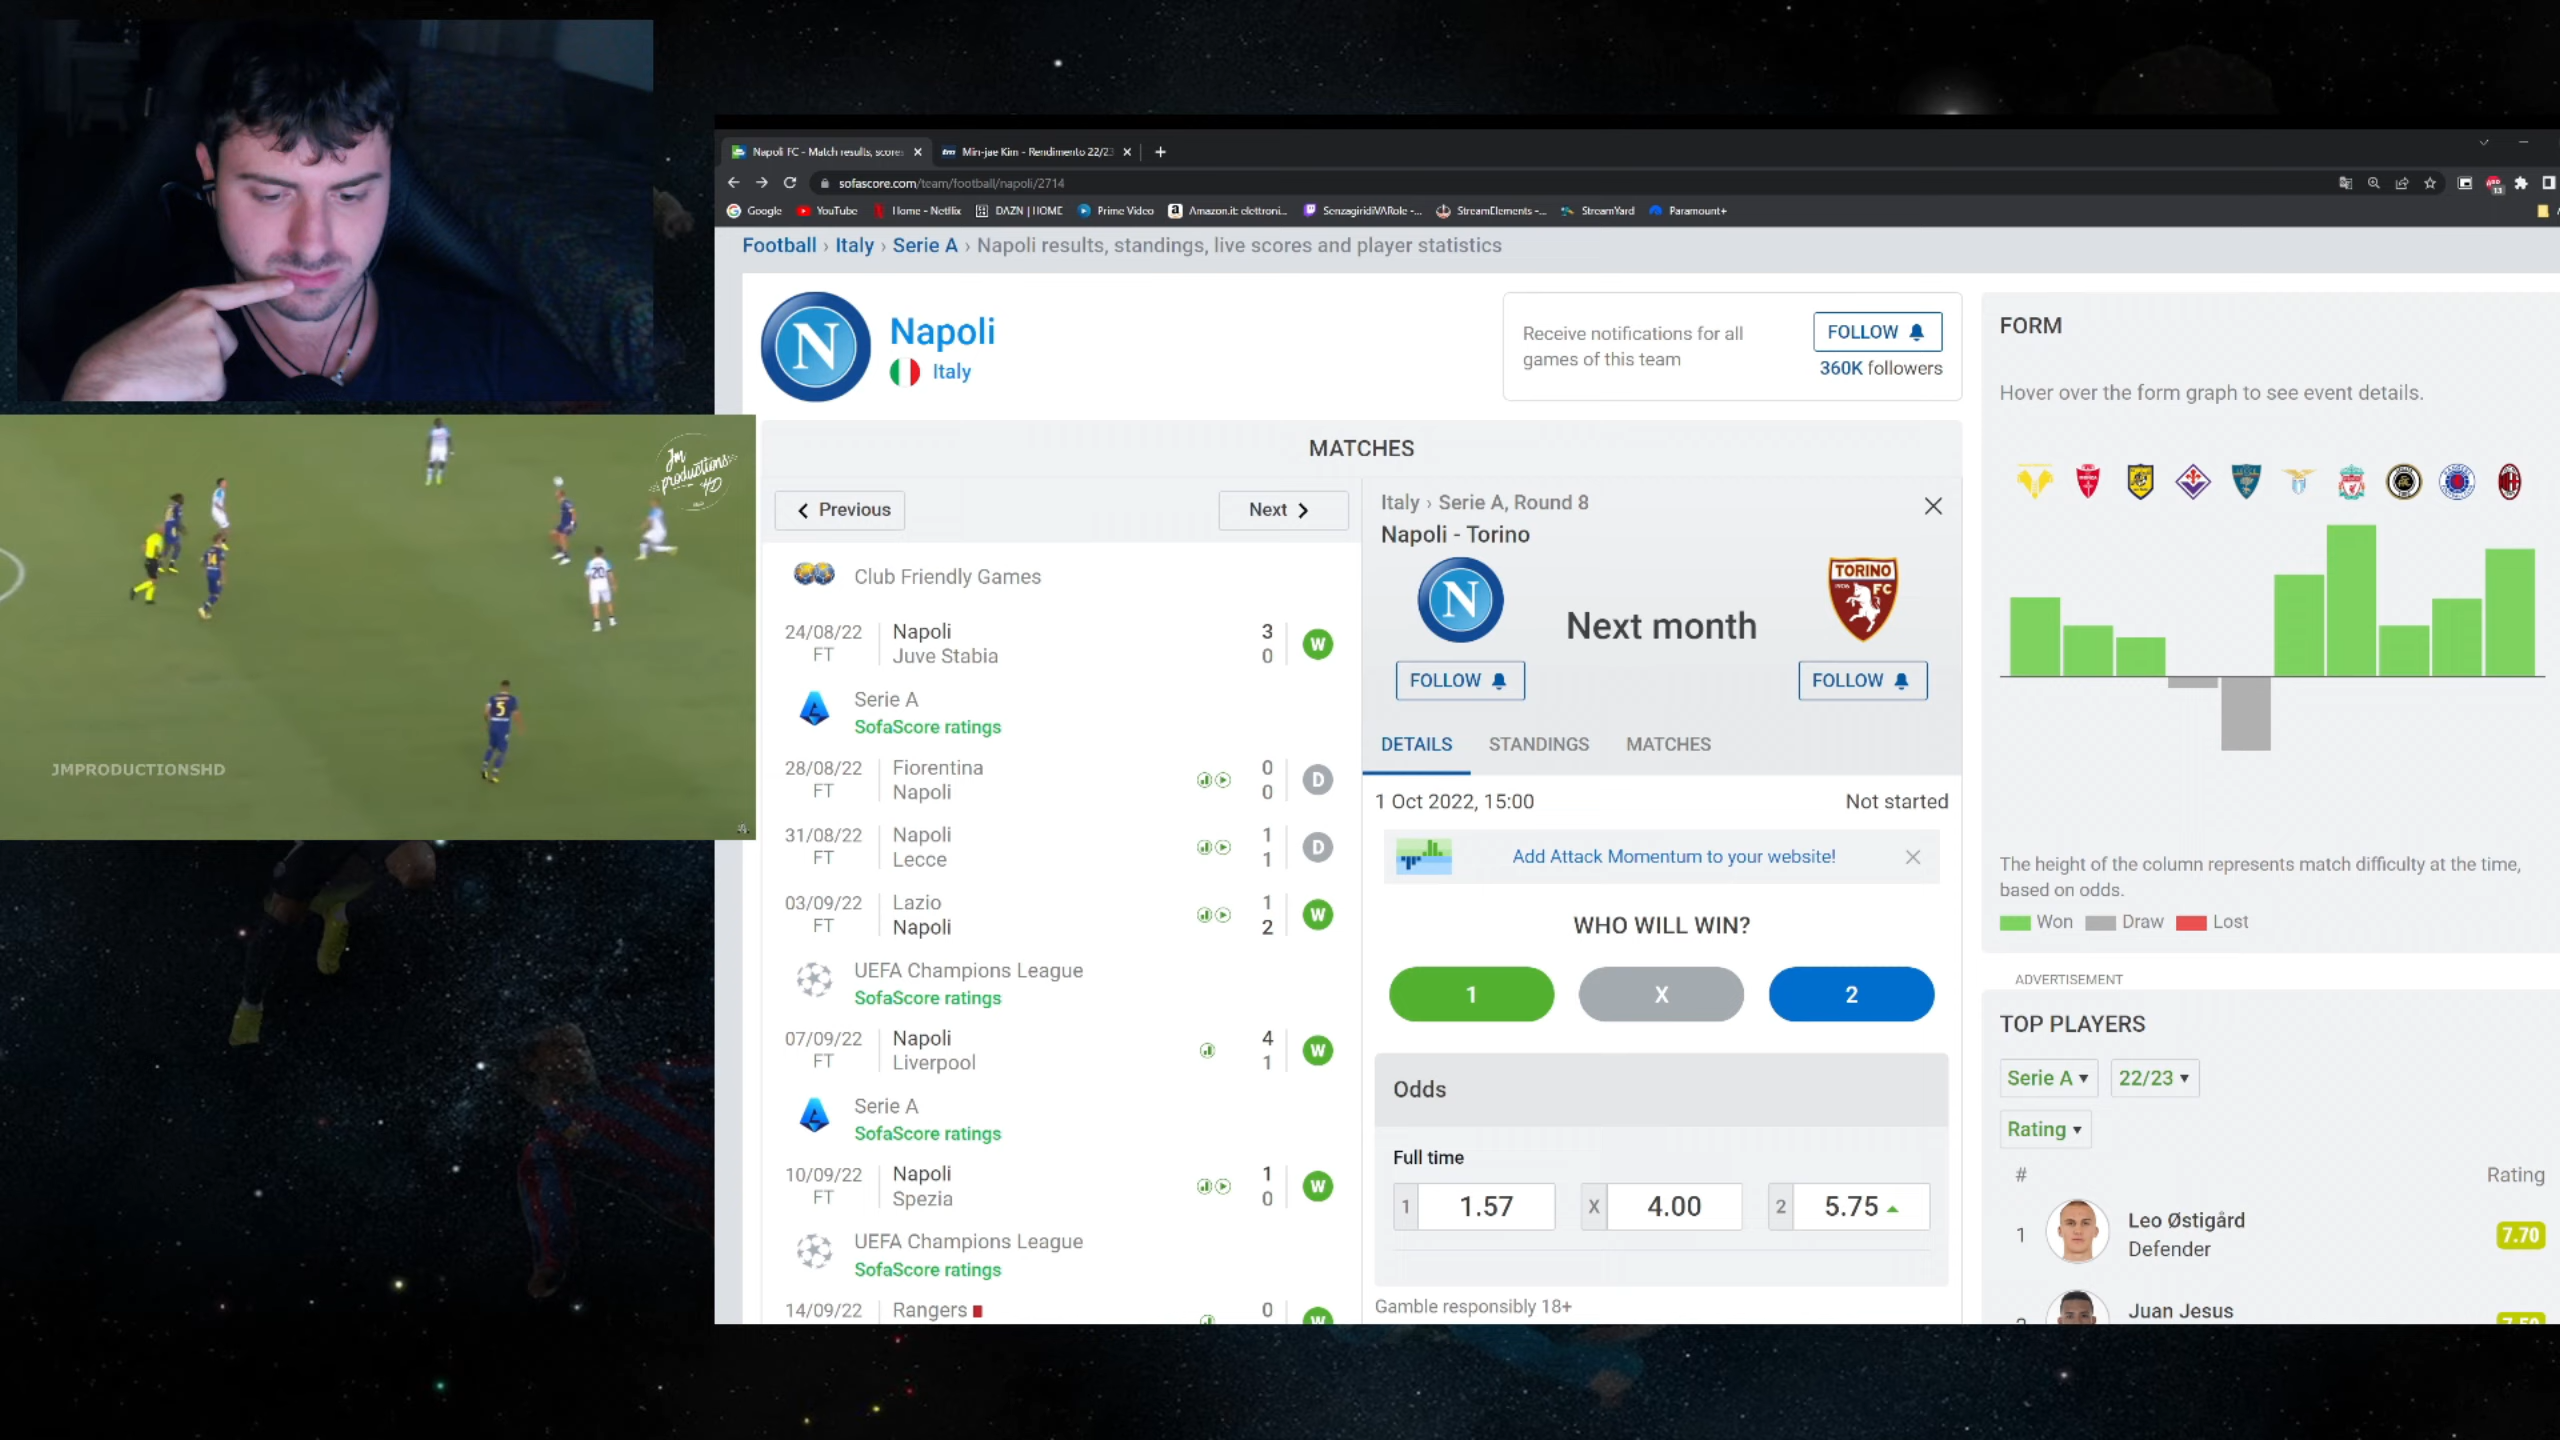 Napoli FC - Match results, scores
Min-jae Kim - Rendimento 22/23
sofascore.com/team/football/napoli/2714
Google
YouTube
Home - Netflix
DAZN | HOME
Prime Video
Amazon.it: elettroni...
SenzagiridiVARole -...
StreamElements -...
StreamYard
Paramount+
Football › Italy › Serie A › Napoli results, standings, live scores and player statistics
N
Napoli
Italy
Receive notifications for all
games of this team
FOLLOW
360K followers
Jm
productions
HD
20
14
5
JMPRODUCTIONSHD
MATCHES
Previous
Next
Club Friendly Games
24/08/22 Napoli 3 W
FT Juve Stabia 0
Serie A
SofaScore ratings
28/08/22 Fiorentina 0 D
FT Napoli 0
31/08/22 Napoli 1 D
FT Lecce 1
03/09/22 Lazio 1 W
FT Napoli 2
UEFA Champions League
SofaScore ratings
07/09/22 Napoli 4 W
FT Liverpool 1
Serie A
SofaScore ratings
10/09/22 Napoli 1 W
FT Spezia 0
UEFA Champions League
SofaScore ratings
14/09/22 Rangers 0 W
Italy › Serie A, Round 8
Napoli - Torino
N
Next month
TORINO
FC
FOLLOW
FOLLOW
DETAILS STANDINGS MATCHES
1 Oct 2022, 15:00 Not started
Add Attack Momentum to your website!
WHO WILL WIN?
1 X 2
Odds
Full time
1 1.57 X 4.00 2 5.75
Gamble responsibly 18+
FORM
Hover over the form graph to see event details.
The height of the column represents match difficulty at the time,
based on odds.
Won Draw Lost
ADVERTISEMENT
TOP PLAYERS
Serie A 22/23
Rating
# Rating
1 Leo Østigård 7.70
Defender
Juan Jesus